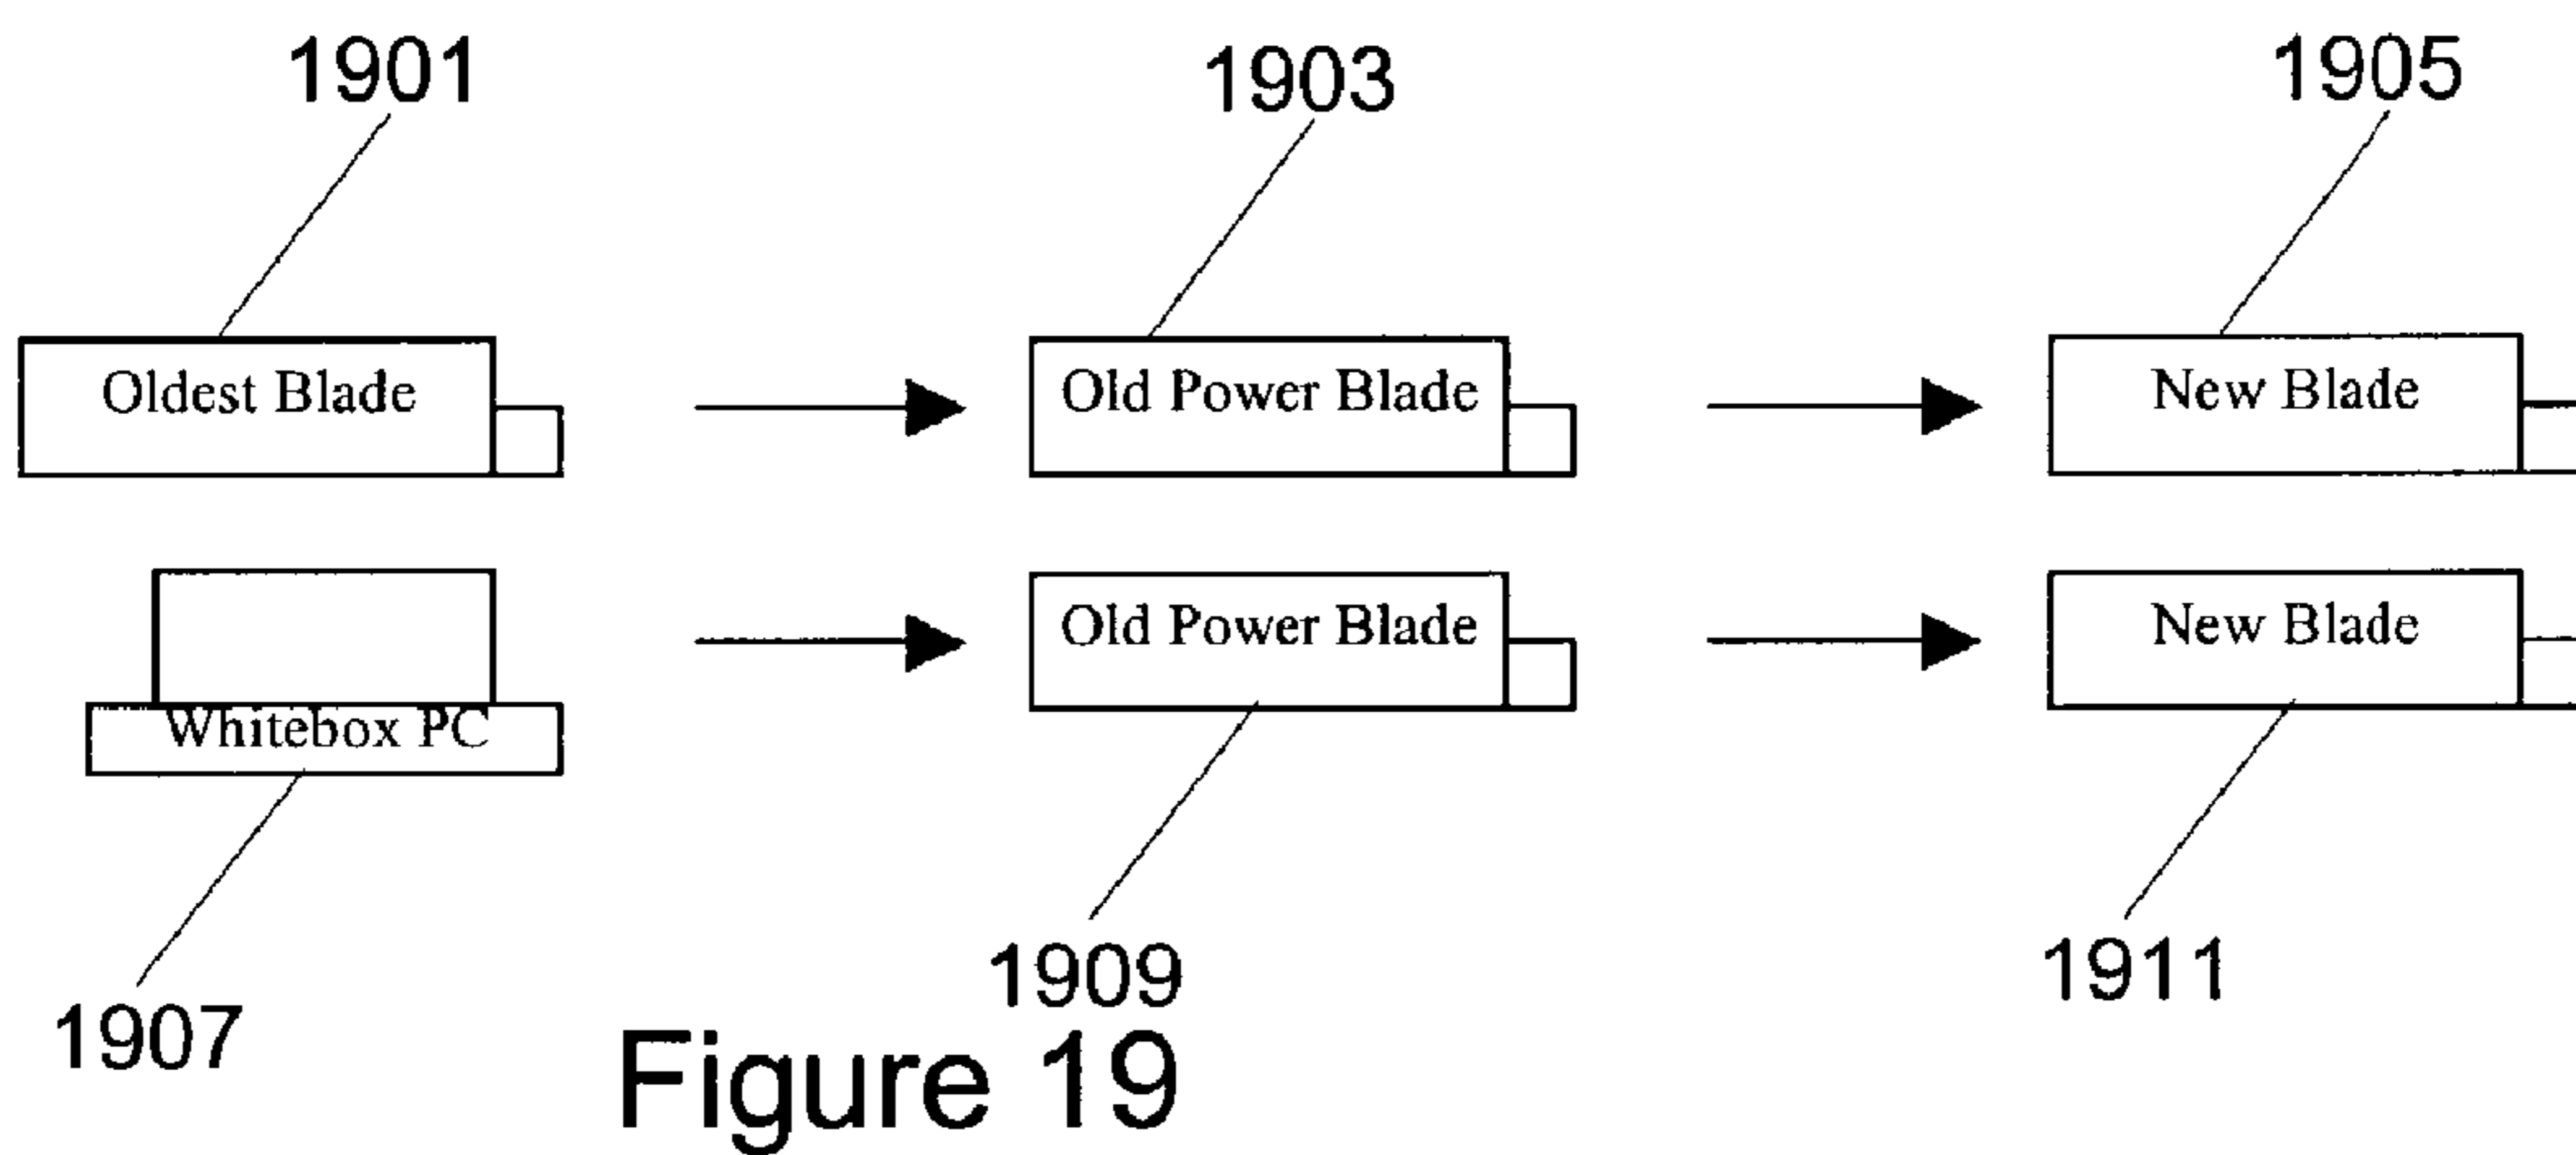 1901 1903 1905
Oldest Blade Old Power Blade New Blade
Whitebox PC Old Power Blade New Blade
1907 1909 1911
Figure 19